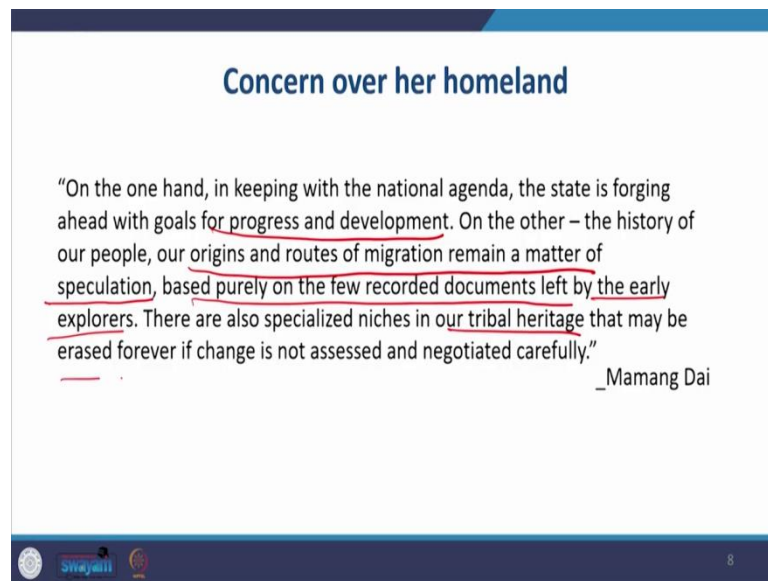 Concern over her homeland
“On the one hand, in keeping with the national agenda, the state is forging
ahead with goals for progress and development. On the other – the history of
our people, our origins and routes of migration remain a matter of
speculation, based purely on the few recorded documents left by the early
explorers. There are also specialized niches in our tribal heritage that may be
erased forever if change is not assessed and negotiated carefully.”
_Mamang Dai
swayam
8